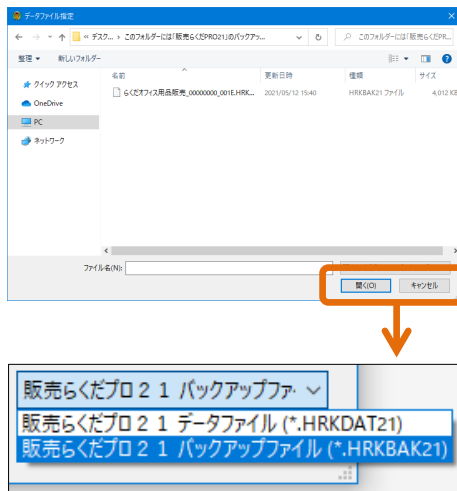 データファイル指定
« デスク... › このフォルダーには「販売らくだPRO21」のバックアッ...
このフォルダーには「販売らくだPR...
整理 新しいフォルダー
名前 更新日時 種類 サイズ
クイック アクセス
らくだオフィス用品販売_00000000_001E.HRK... 2021/05/12 15:40 HRKBAK21 ファイル 4,012 KB
OneDrive
PC
ネットワーク
ファイル名(N):
開く(O) キャンセル
販売らくだプロ２１ バックアップファ
販売らくだプロ２１ データファイル (*.HRKDAT21)
販売らくだプロ２１ バックアップファイル (*.HRKBAK21)